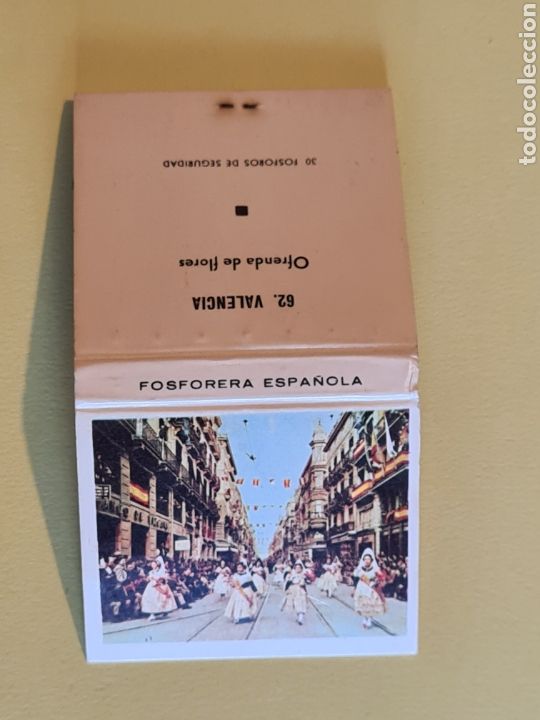 62. VALENCIA
Ofrenda de flores
30 FOSFOROS DE SEGURIDAD
FOSFORERA ESPAÑOLA
todocoleccion